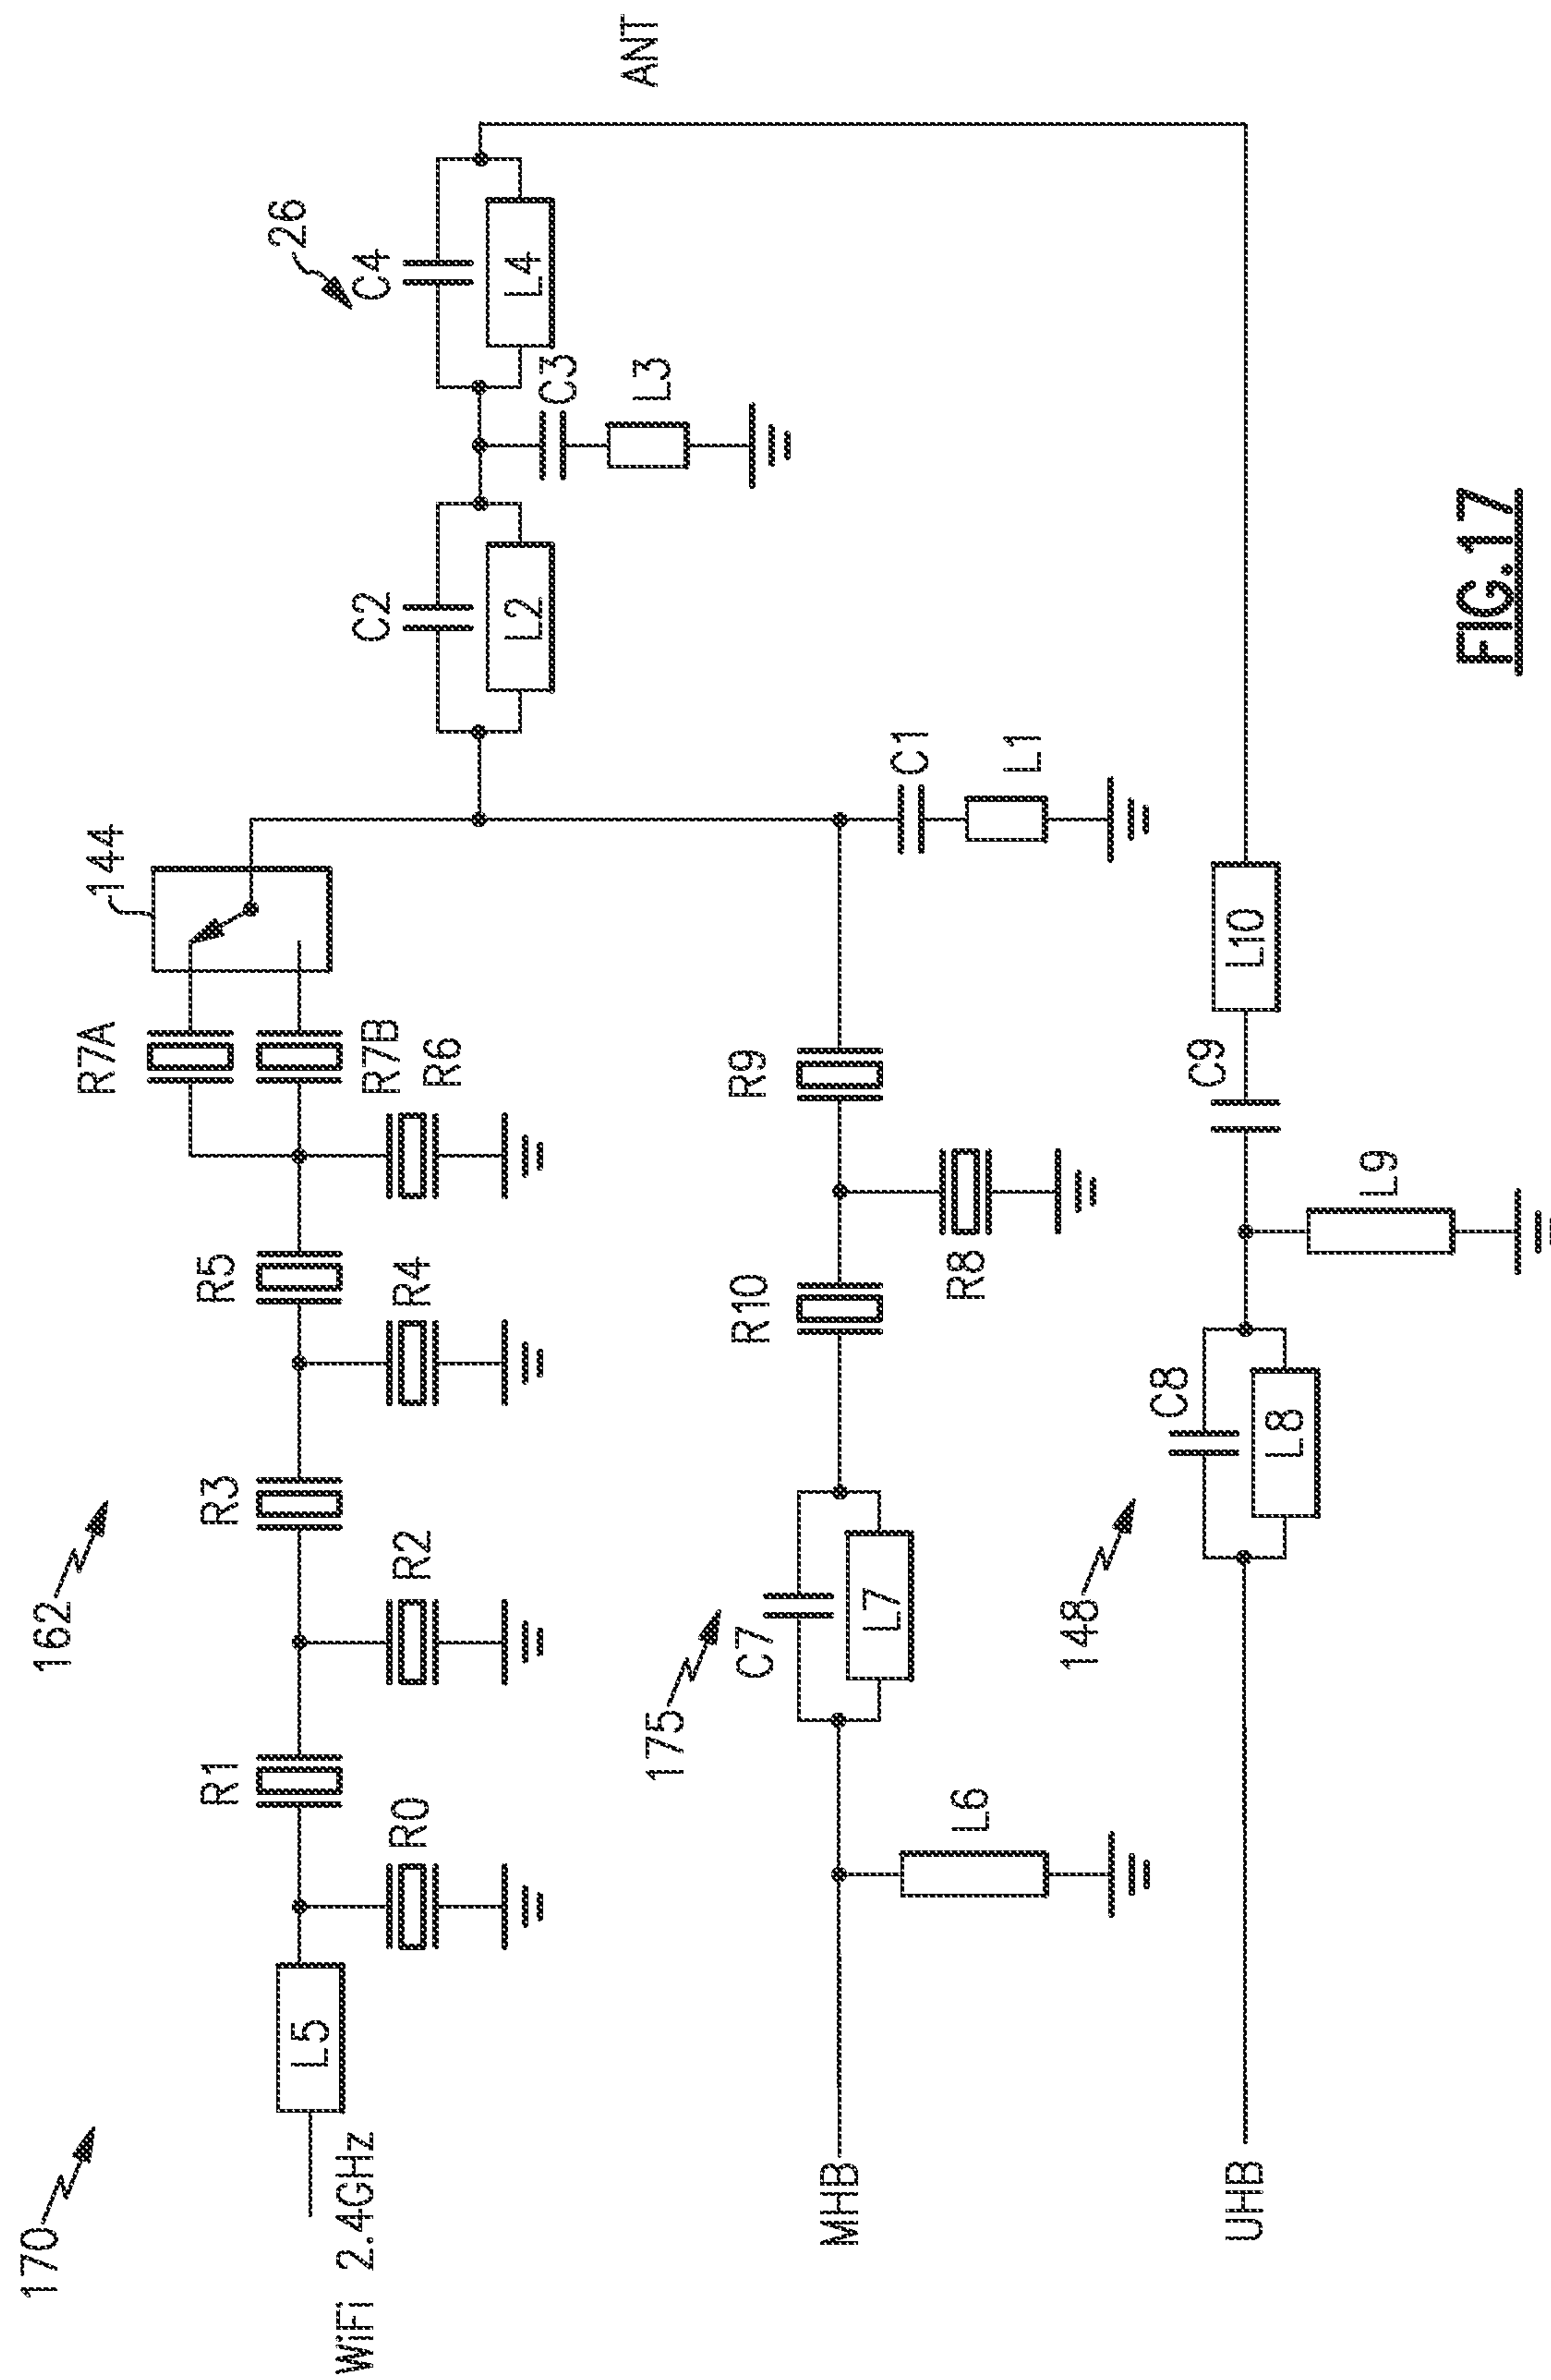 170
162
R7A
144
R1
R3
R5
R7B
R0
R2
R4
R6
L5
WiFi 2.4GHz
26
C2
C4
L2
L4
C3
L3
ANT
175
C7
L7
R10
R9
R8
MHB
L6
C1
L1
148
C8
L8
C9
L10
UHB
L9
FIG.17